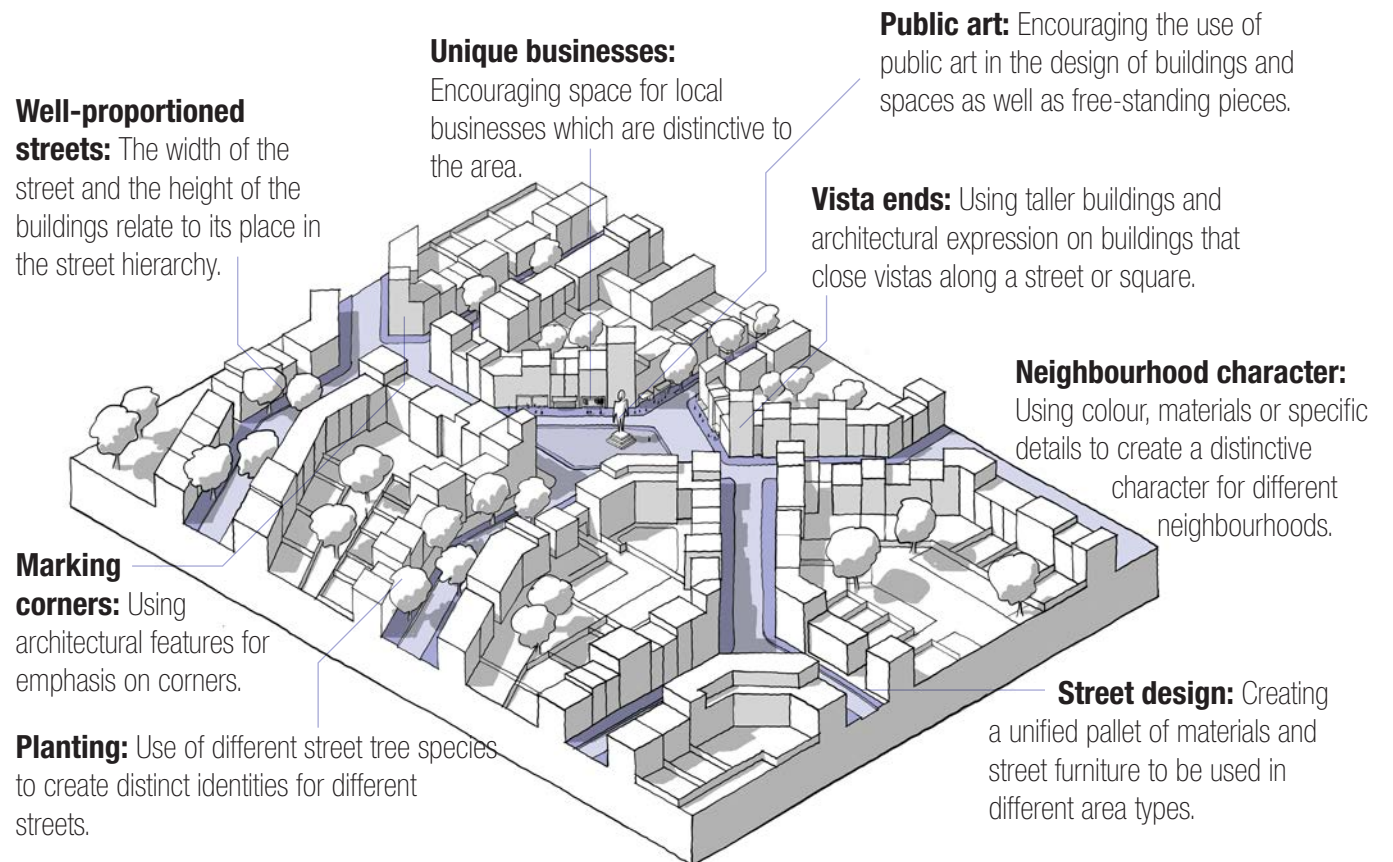 Well-proportioned
streets: The width of the
street and the height of the
buildings relate to its place in
the street hierarchy.
Unique businesses:
Encouraging space for local
businesses which are distinctive to
the area.
Public art: Encouraging the use of
public art in the design of buildings and
spaces as well as free-standing pieces.
Vista ends: Using taller buildings and
architectural expression on buildings that
close vistas along a street or square.
Neighbourhood character:
Using colour, materials or specific
details to create a distinctive
character for different
neighbourhoods.
Marking
corners: Using
architectural features for
emphasis on corners.
Planting: Use of different street tree species
to create distinct identities for different
streets.
Street design: Creating
a unified pallet of materials and
street furniture to be used in
different area types.